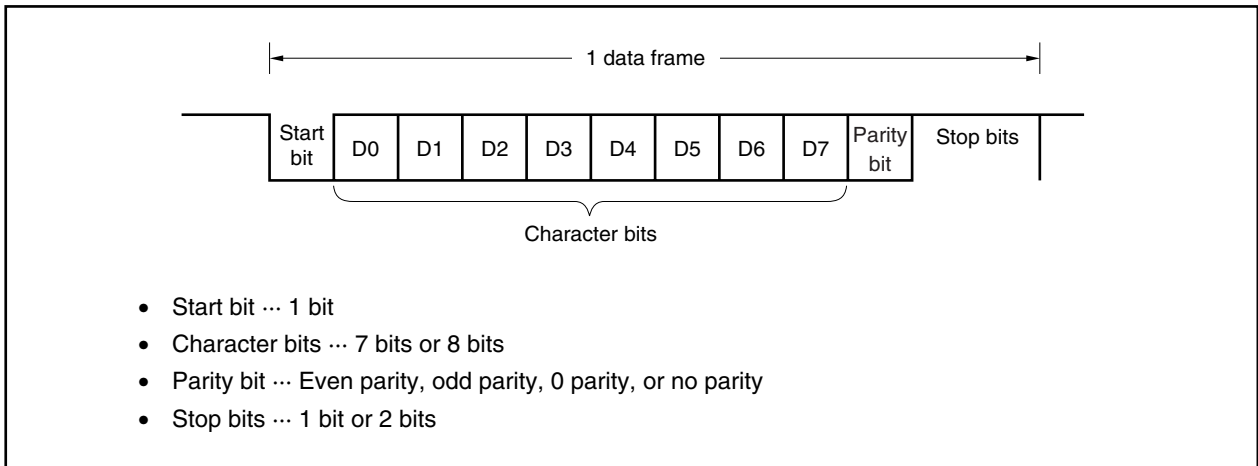 1 data frame
Start bit D0 D1 D2 D3 D4 D5 D6 D7 Parity bit Stop bits
Character bits
• Start bit ··· 1 bit
• Character bits ··· 7 bits or 8 bits
• Parity bit ··· Even parity, odd parity, 0 parity, or no parity
• Stop bits ··· 1 bit or 2 bits